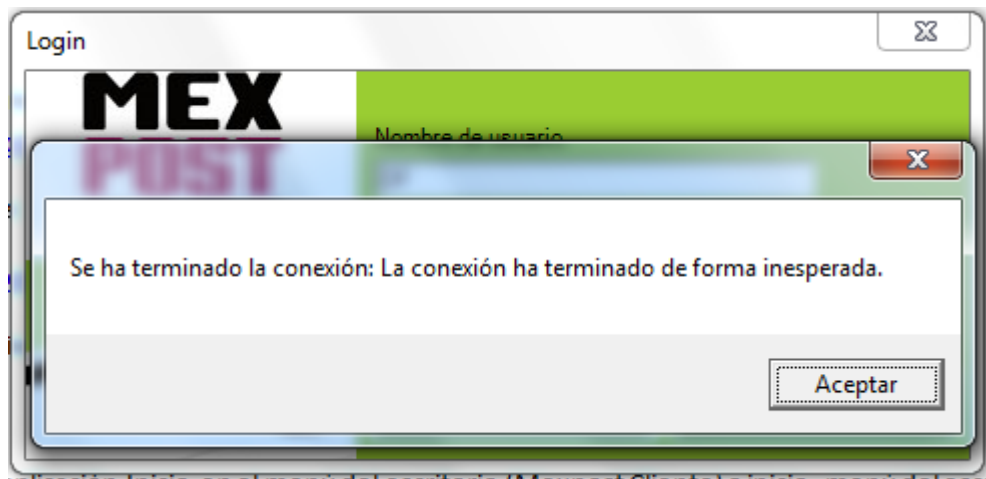 Login
MEX
POST
Nombre de usuario
Se ha terminado la conexión: La conexión ha terminado de forma inesperada.
Aceptar